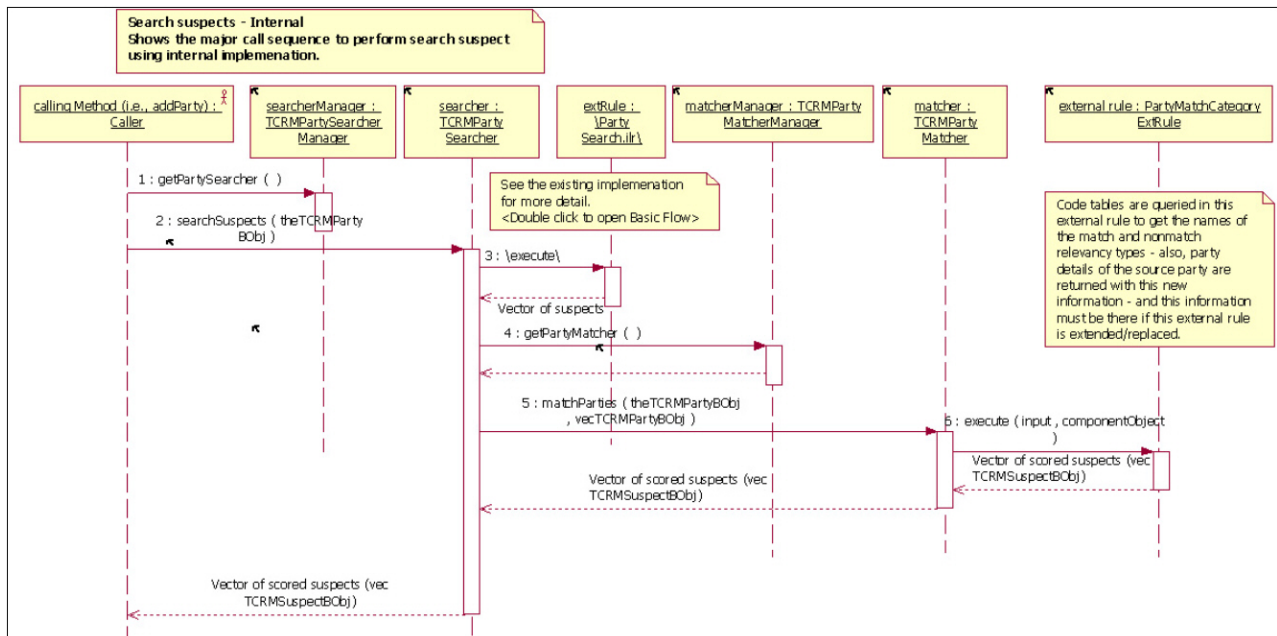 Search suspects - Internal
Shows the major call sequence to perform search suspect
using internal implemenation.
calling Method (i.e., addParty) :
Caller
searcherManager :
TCRMPartySearcher
Manager
searcher :
TCRMParty
Searcher
extRule :
\Party
Search.ilr\
matcherManager : TCRMParty
MatcherManager
matcher :
TCRMParty
Matcher
external rule : PartyMatchCategory
ExtRule
1 : getPartySearcher ( )
2 : searchSuspects ( theTCRMParty
BObj )
See the existing implemenation
for more detail.
<Double click to open Basic Flow>
Code tables are queried in this
external rule to get the names of
the match and nonmatch
relevancy types - also, party
details of the source party are
returned with this new
information - and this information
must be there if this external rule
is extended/replaced.
3 : \execute\
Vector of suspects
4 : getPartyMatcher ( )
5 : matchParties ( theTCRMPartyBObj
, vecTCRMPartyBObj )
6 : execute ( input , componentObject
)
Vector of scored suspects (vec
TCRMSuspectBObj)
Vector of scored suspects (vec
TCRMSuspectBObj)
Vector of scored suspects (vec
TCRMSuspectBObj)